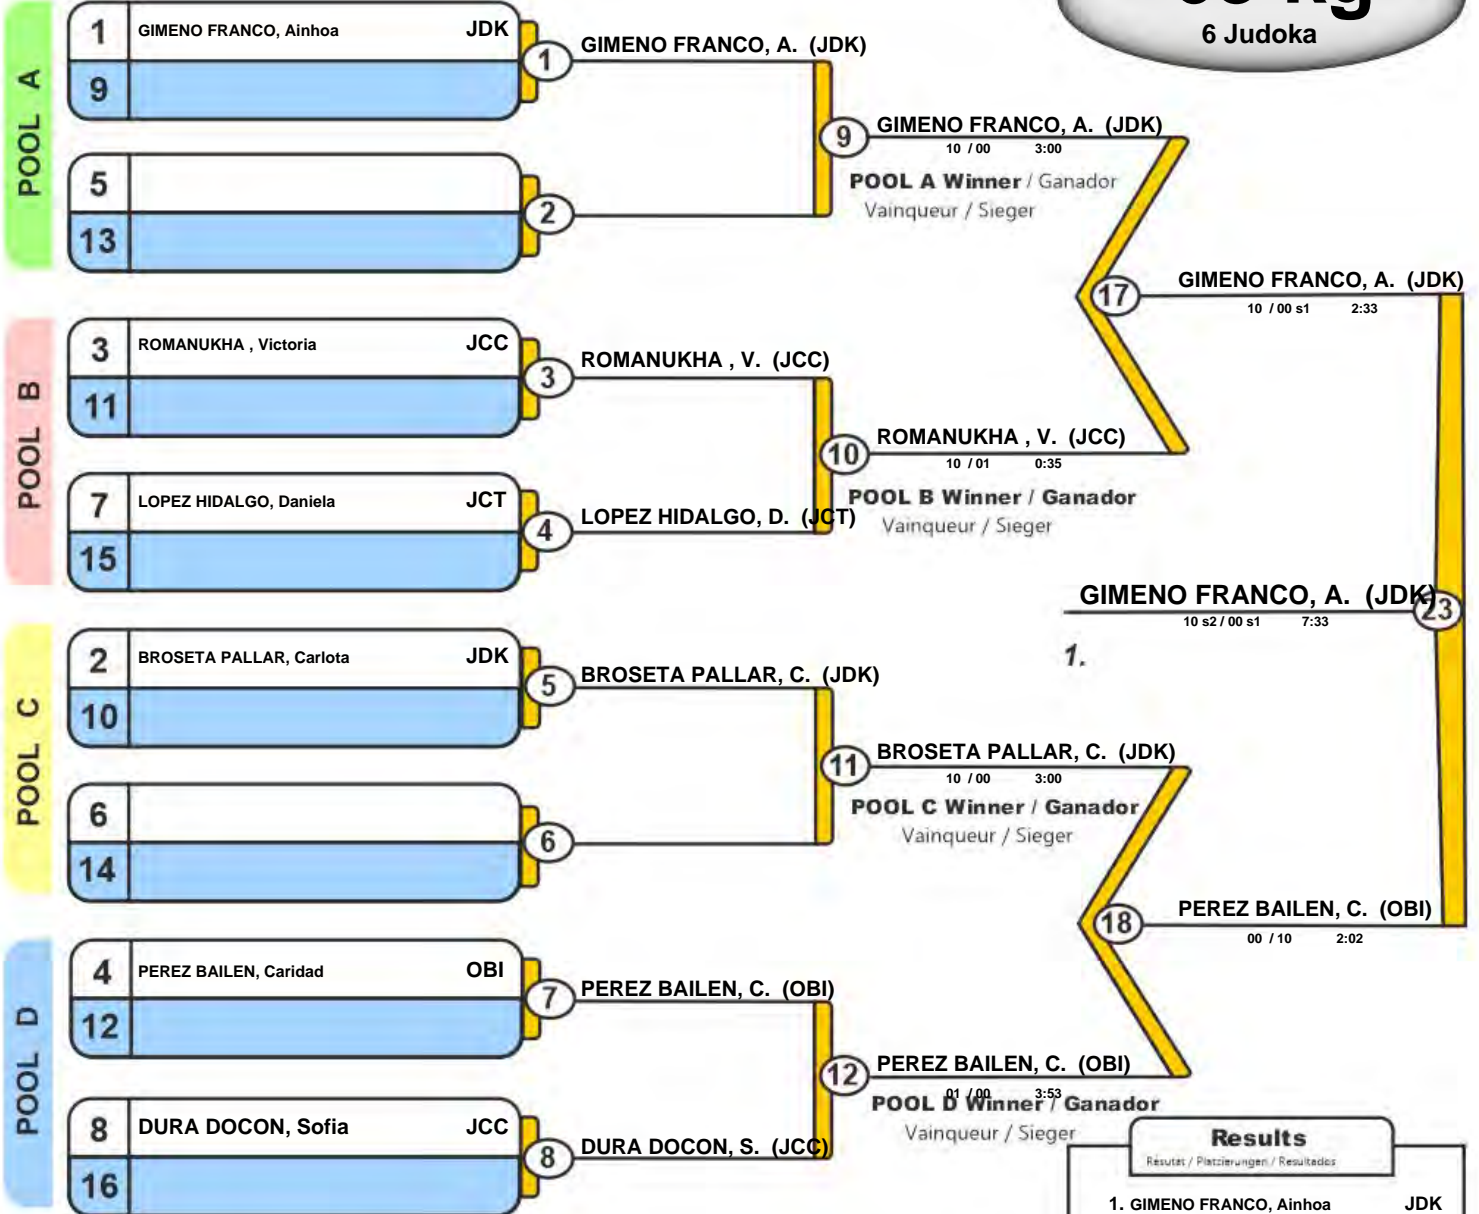 6 Judoka
POOL A
1 GIMENO FRANCO, Ainhoa JDK
9
5
13
1 GIMENO FRANCO, A. (JDK)
2
9 GIMENO FRANCO, A. (JDK)
10 / 00 3:00
POOL A Winner / Ganador
Vainqueur / Sieger
POOL B
3 ROMANUKHA , Victoria JCC
11
7 LOPEZ HIDALGO, Daniela JCT
15
3 ROMANUKHA , V. (JCC)
4 LOPEZ HIDALGO, D. (JCT)
10 ROMANUKHA , V. (JCC)
10 / 01 0:35
POOL B Winner / Ganador
Vainqueur / Sieger
17 GIMENO FRANCO, A. (JDK)
10 / 00 s1 2:33
GIMENO FRANCO, A. (JDK) 23
10 s2 / 00 s1 7:33
1.
POOL C
2 BROSETA PALLAR, Carlota JDK
10
6
14
5 BROSETA PALLAR, C. (JDK)
6
11 BROSETA PALLAR, C. (JDK)
10 / 00 3:00
POOL C Winner / Ganador
Vainqueur / Sieger
POOL D
4 PEREZ BAILEN, Caridad OBI
12
8 DURA DOCON, Sofia JCC
16
7 PEREZ BAILEN, C. (OBI)
8 DURA DOCON, S. (JCC)
12 PEREZ BAILEN, C. (OBI)
01 / 00 3:53
POOL D Winner / Ganador
Vainqueur / Sieger
18 PEREZ BAILEN, C. (OBI)
00 / 10 2:02
Results
Résutat / Platzierungen / Resultados
1. GIMENO FRANCO, Ainhoa JDK